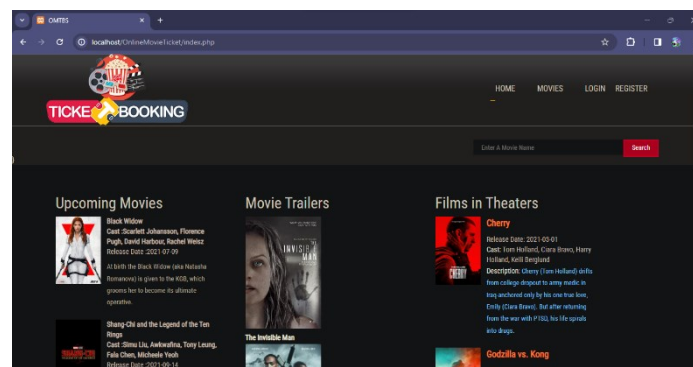 OMTBS
localhost/OnlineMovieTicket/index.php
TICKE BOOKING
HOME MOVIES LOGIN REGISTER
Enter A Movie Name
Search
Upcoming Movies
Black Widow
Cast :Scarlett Johansson, Florence
Pugh, David Harbour, Rachel Weisz
Release Date :2021-07-09
At birth the Black Widow (aka Natasha
Romanova) is given to the KGB, which
grooms her to become its ultimate
operative.
Shang-Chi and the Legend of the Ten
Rings
Cast :Simu Liu, Awkwafina, Tony Leung,
Fala Chen, Micheele Yeoh
Release Date :2021-09-14
Movie Trailers
INVISIBLE
MAN
The Invisible Man
Films in Theaters
CHERRY
Cherry
Release Date: 2021-03-01
Cast: Tom Holland, Ciara Bravo, Harry
Holland, Kelli Berglund
Description: Cherry (Tom Holland) drifts
from college dropout to army medic in
Iraq-anchored only by his one true love,
Emily (Ciara Bravo). But after returning
from the war with PTSD, his life spirals
into drugs.
Godzilla vs. Kong